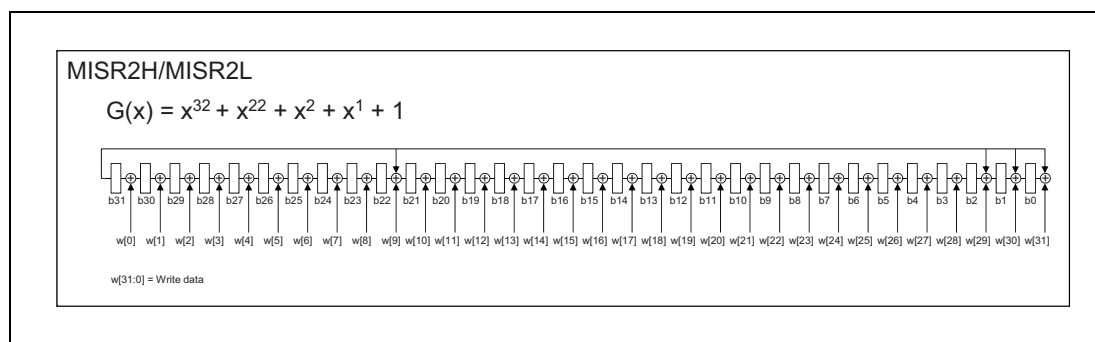 MISR2H/MISR2L
G(x) = x³² + x²² + x² + x¹ + 1
b31 b30 b29 b28 b27 b26 b25 b24 b23 b22 b21 b20 b19 b18 b17 b16 b15 b14 b13 b12 b11 b10 b9 b8 b7 b6 b5 b4 b3 b2 b1 b0
w[0] w[1] w[2] w[3] w[4] w[5] w[6] w[7] w[8] w[9] w[10] w[11] w[12] w[13] w[14] w[15] w[16] w[17] w[18] w[19] w[20] w[21] w[22] w[23] w[24] w[25] w[26] w[27] w[28] w[29] w[30] w[31]
w[31:0] = Write data